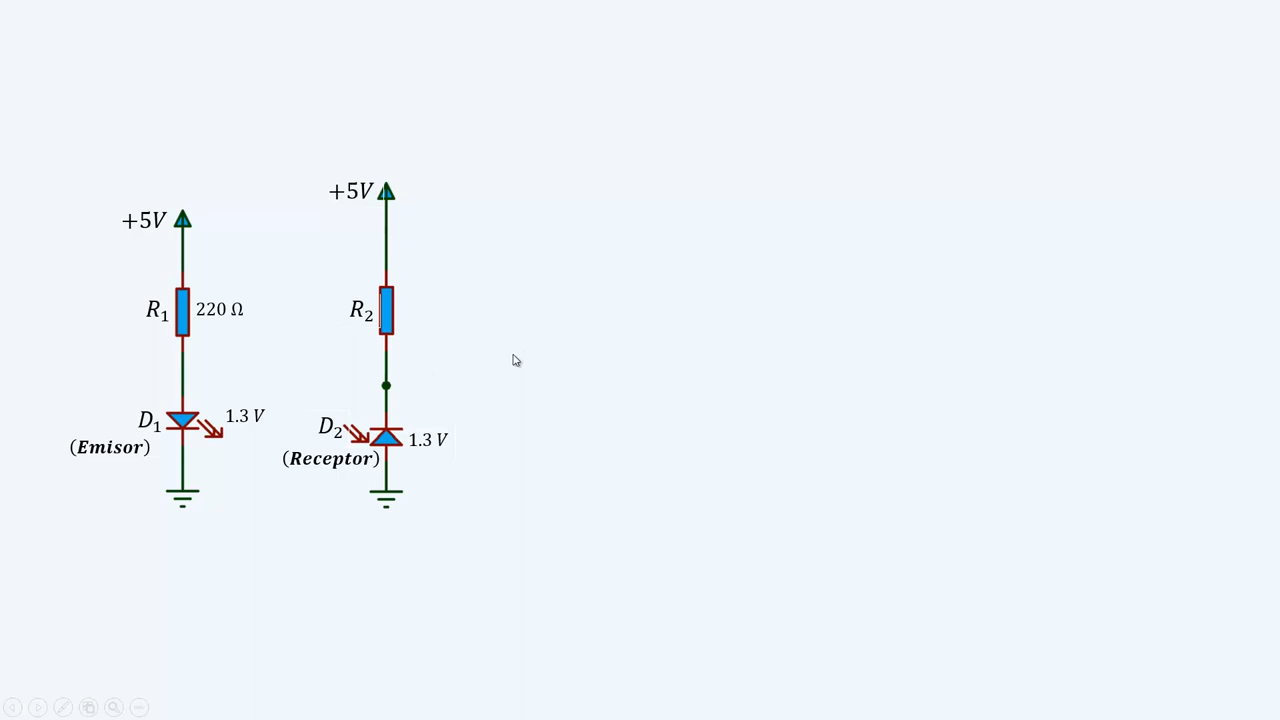 +5V
R₁ 220 Ω
D₁ 1.3 V
(Emisor)
+5V
R₂
D₂ 1.3 V
(Receptor)